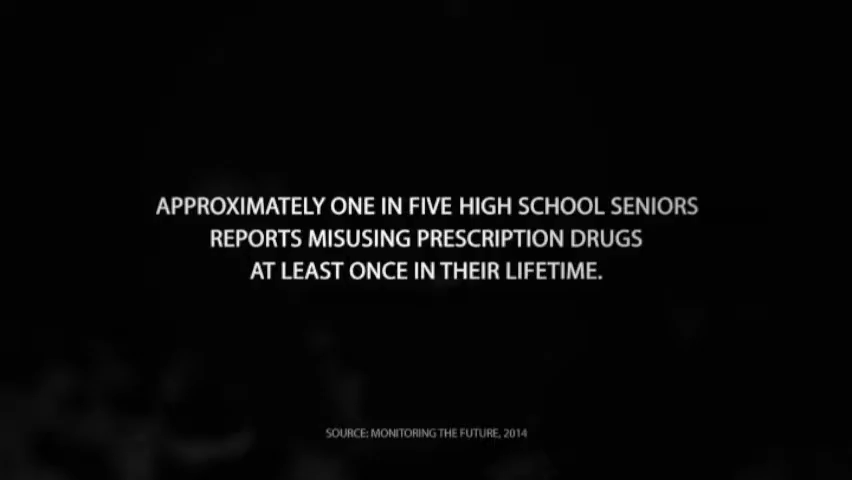 APPROXIMATELY ONE IN FIVE HIGH SCHOOL SENIORS
REPORTS MISUSING PRESCRIPTION DRUGS
AT LEAST ONCE IN THEIR LIFETIME.
SOURCE: MONITORING THE FUTURE, 2014